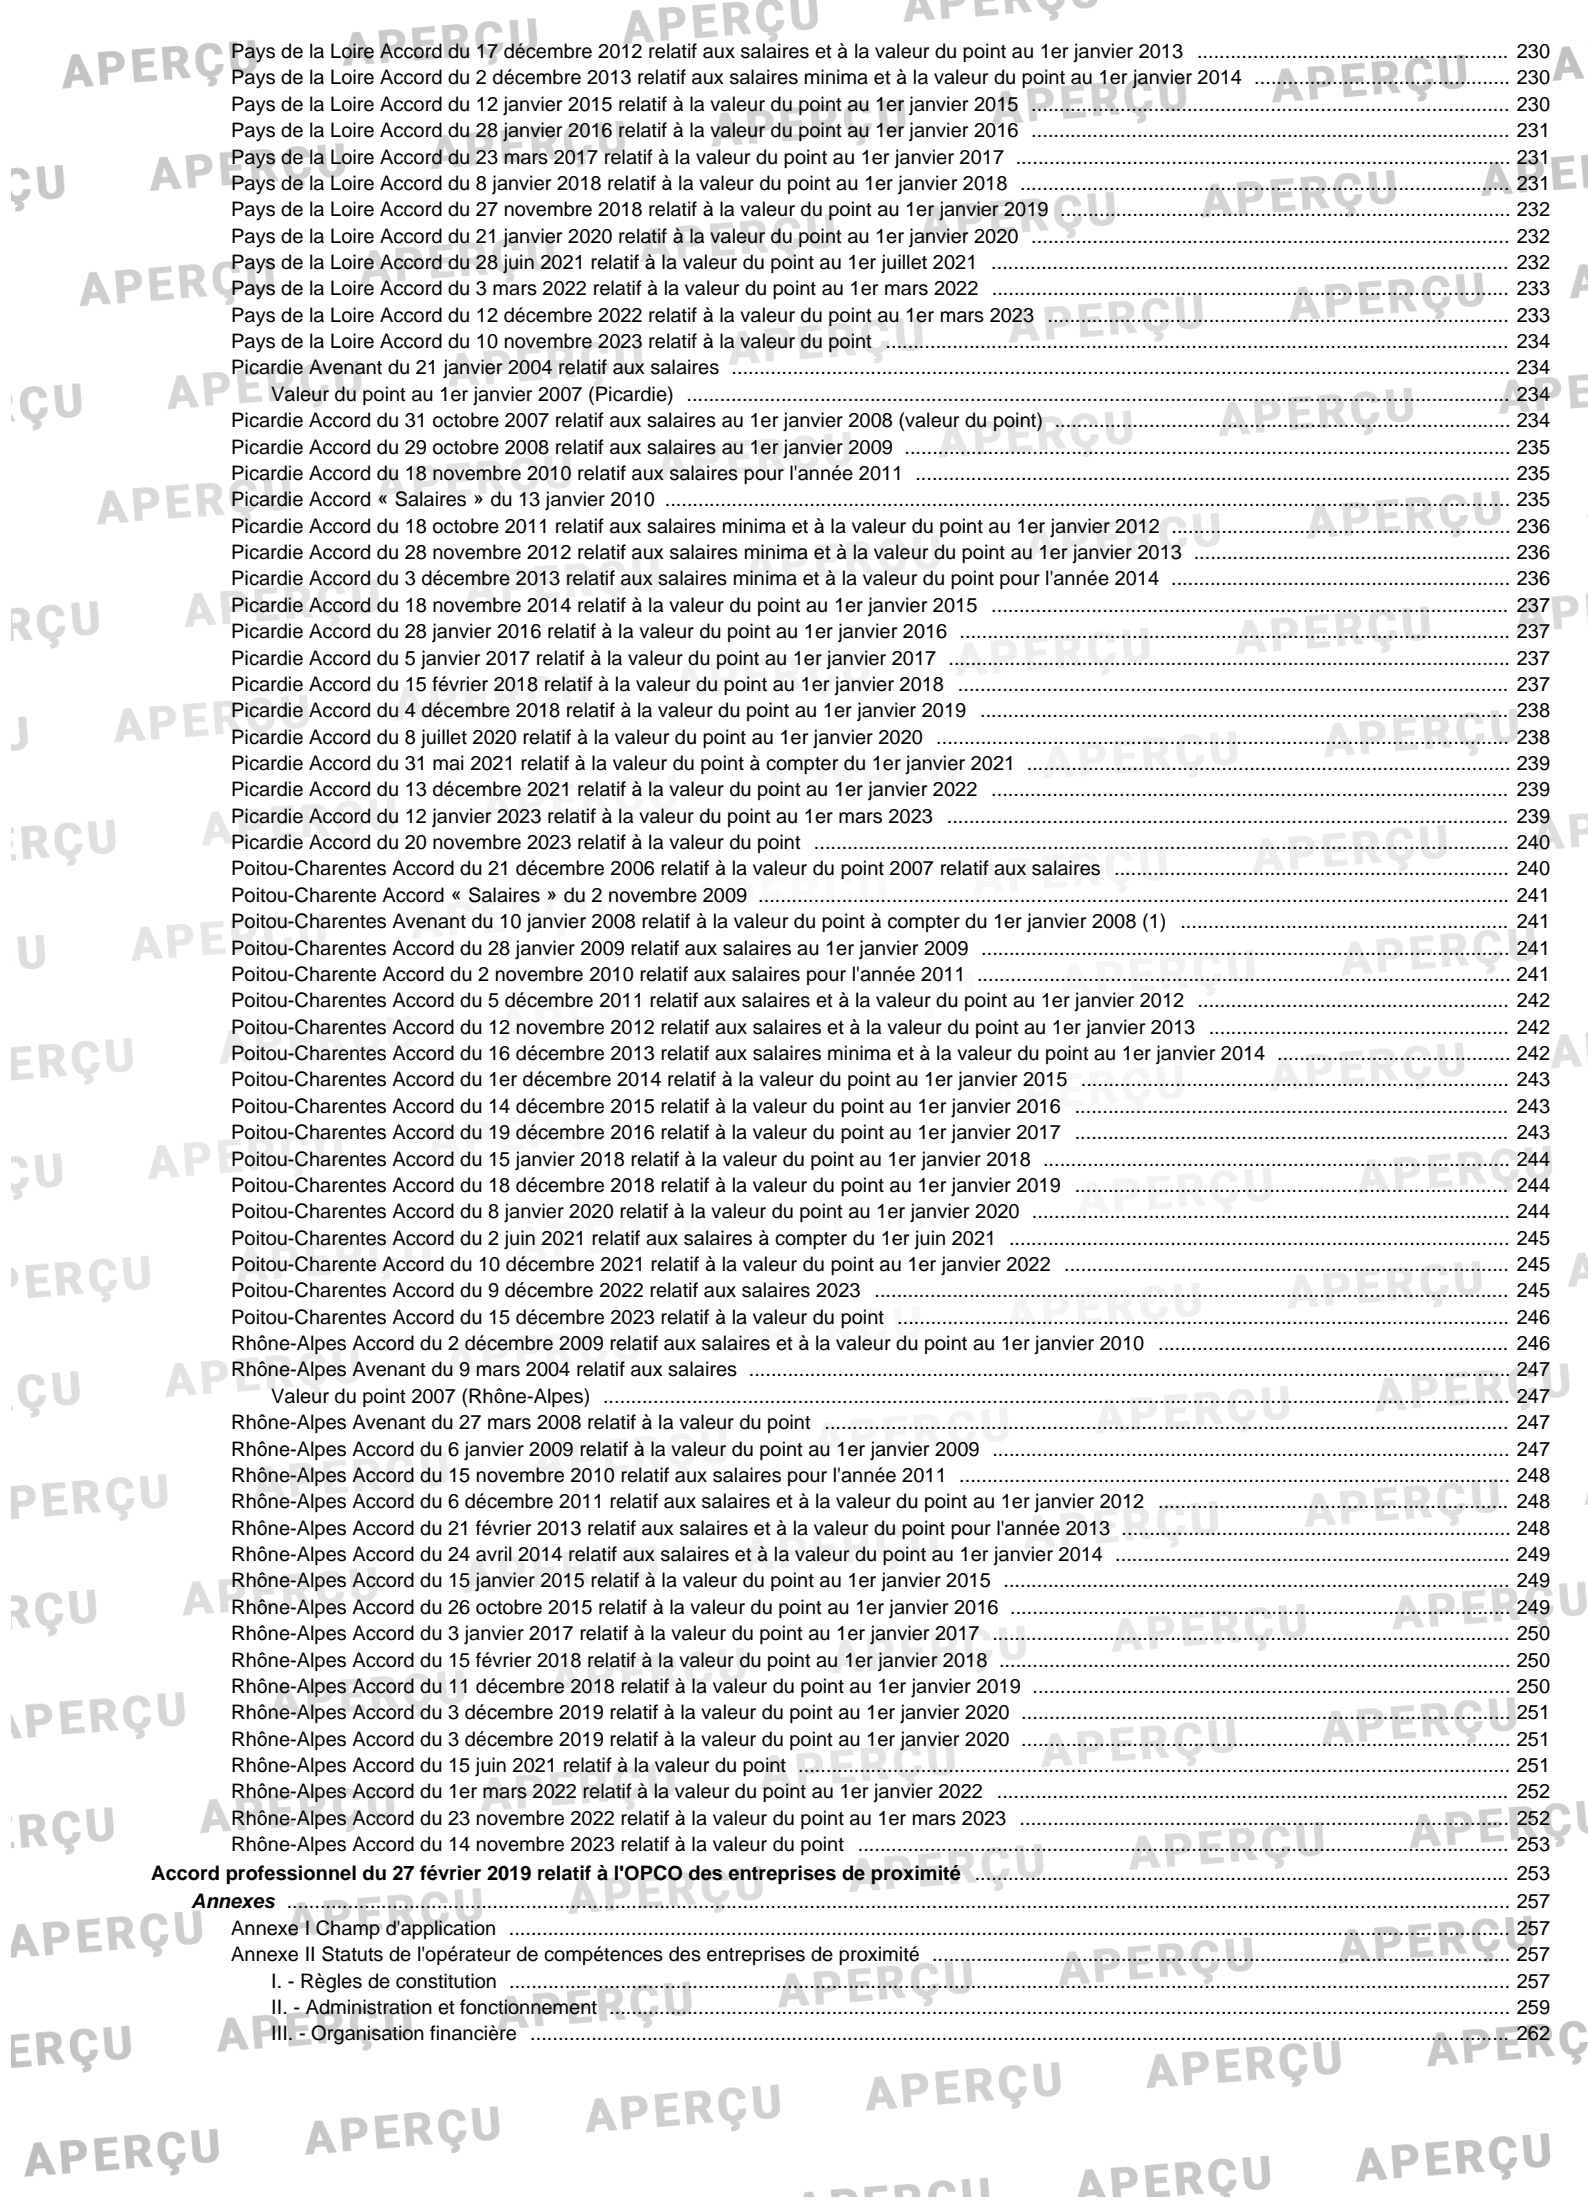 Pays de la Loire Accord du 17 décembre 2012 relatif aux salaires et à la valeur du point au 1er janvier 2013 ... 230
Pays de la Loire Accord du 2 décembre 2013 relatif aux salaires minima et à la valeur du point au 1er janvier 2014 ... 230
Pays de la Loire Accord du 12 janvier 2015 relatif à la valeur du point au 1er janvier 2015 ... 230
Pays de la Loire Accord du 28 janvier 2016 relatif à la valeur du point au 1er janvier 2016 ... 231
Pays de la Loire Accord du 23 mars 2017 relatif à la valeur du point au 1er janvier 2017 ... 231
Pays de la Loire Accord du 8 janvier 2018 relatif à la valeur du point au 1er janvier 2018 ... 231
Pays de la Loire Accord du 27 novembre 2018 relatif à la valeur du point au 1er janvier 2019 ... 232
Pays de la Loire Accord du 21 janvier 2020 relatif à la valeur du point au 1er janvier 2020 ... 232
Pays de la Loire Accord du 28 juin 2021 relatif à la valeur du point au 1er juillet 2021 ... 232
Pays de la Loire Accord du 3 mars 2022 relatif à la valeur du point au 1er mars 2022 ... 233
Pays de la Loire Accord du 12 décembre 2022 relatif à la valeur du point au 1er mars 2023 ... 233
Pays de la Loire Accord du 10 novembre 2023 relatif à la valeur du point ... 234
Picardie Avenant du 21 janvier 2004 relatif aux salaires ... 234
Valeur du point au 1er janvier 2007 (Picardie) ... 234
Picardie Accord du 31 octobre 2007 relatif aux salaires au 1er janvier 2008 (valeur du point) ... 234
Picardie Accord du 29 octobre 2008 relatif aux salaires au 1er janvier 2009 ... 235
Picardie Accord du 18 novembre 2010 relatif aux salaires pour l'année 2011 ... 235
Picardie Accord « Salaires » du 13 janvier 2010 ... 235
Picardie Accord du 18 octobre 2011 relatif aux salaires minima et à la valeur du point au 1er janvier 2012 ... 236
Picardie Accord du 28 novembre 2012 relatif aux salaires minima et à la valeur du point au 1er janvier 2013 ... 236
Picardie Accord du 3 décembre 2013 relatif aux salaires minima et à la valeur du point pour l'année 2014 ... 236
Picardie Accord du 18 novembre 2014 relatif à la valeur du point au 1er janvier 2015 ... 237
Picardie Accord du 28 janvier 2016 relatif à la valeur du point au 1er janvier 2016 ... 237
Picardie Accord du 5 janvier 2017 relatif à la valeur du point au 1er janvier 2017 ... 237
Picardie Accord du 15 février 2018 relatif à la valeur du point au 1er janvier 2018 ... 237
Picardie Accord du 4 décembre 2018 relatif à la valeur du point au 1er janvier 2019 ... 238
Picardie Accord du 8 juillet 2020 relatif à la valeur du point au 1er janvier 2020 ... 238
Picardie Accord du 31 mai 2021 relatif à la valeur du point à compter du 1er janvier 2021 ... 239
Picardie Accord du 13 décembre 2021 relatif à la valeur du point au 1er janvier 2022 ... 239
Picardie Accord du 12 janvier 2023 relatif à la valeur du point au 1er mars 2023 ... 239
Picardie Accord du 20 novembre 2023 relatif à la valeur du point ... 240
Poitou-Charentes Accord du 21 décembre 2006 relatif à la valeur du point 2007 relatif aux salaires ... 240
Poitou-Charente Accord « Salaires » du 2 novembre 2009 ... 241
Poitou-Charentes Avenant du 10 janvier 2008 relatif à la valeur du point à compter du 1er janvier 2008 (1) ... 241
Poitou-Charentes Accord du 28 janvier 2009 relatif aux salaires au 1er janvier 2009 ... 241
Poitou-Charente Accord du 2 novembre 2010 relatif aux salaires pour l'année 2011 ... 241
Poitou-Charentes Accord du 5 décembre 2011 relatif aux salaires et à la valeur du point au 1er janvier 2012 ... 242
Poitou-Charentes Accord du 12 novembre 2012 relatif aux salaires et à la valeur du point au 1er janvier 2013 ... 242
Poitou-Charentes Accord du 16 décembre 2013 relatif aux salaires minima et à la valeur du point au 1er janvier 2014 ... 242
Poitou-Charentes Accord du 1er décembre 2014 relatif à la valeur du point au 1er janvier 2015 ... 243
Poitou-Charentes Accord du 14 décembre 2015 relatif à la valeur du point au 1er janvier 2016 ... 243
Poitou-Charentes Accord du 19 décembre 2016 relatif à la valeur du point au 1er janvier 2017 ... 243
Poitou-Charentes Accord du 15 janvier 2018 relatif à la valeur du point au 1er janvier 2018 ... 244
Poitou-Charentes Accord du 18 décembre 2018 relatif à la valeur du point au 1er janvier 2019 ... 244
Poitou-Charentes Accord du 8 janvier 2020 relatif à la valeur du point au 1er janvier 2020 ... 244
Poitou-Charentes Accord du 2 juin 2021 relatif aux salaires à compter du 1er juin 2021 ... 245
Poitou-Charente Accord du 10 décembre 2021 relatif à la valeur du point au 1er janvier 2022 ... 245
Poitou-Charentes Accord du 9 décembre 2022 relatif aux salaires 2023 ... 245
Poitou-Charentes Accord du 15 décembre 2023 relatif à la valeur du point ... 246
Rhône-Alpes Accord du 2 décembre 2009 relatif aux salaires et à la valeur du point au 1er janvier 2010 ... 246
Rhône-Alpes Avenant du 9 mars 2004 relatif aux salaires ... 247
Valeur du point 2007 (Rhône-Alpes) ... 247
Rhône-Alpes Avenant du 27 mars 2008 relatif à la valeur du point ... 247
Rhône-Alpes Accord du 6 janvier 2009 relatif à la valeur du point au 1er janvier 2009 ... 247
Rhône-Alpes Accord du 15 novembre 2010 relatif aux salaires pour l'année 2011 ... 248
Rhône-Alpes Accord du 6 décembre 2011 relatif aux salaires et à la valeur du point au 1er janvier 2012 ... 248
Rhône-Alpes Accord du 21 février 2013 relatif aux salaires et à la valeur du point pour l'année 2013 ... 248
Rhône-Alpes Accord du 24 avril 2014 relatif aux salaires et à la valeur du point au 1er janvier 2014 ... 249
Rhône-Alpes Accord du 15 janvier 2015 relatif à la valeur du point au 1er janvier 2015 ... 249
Rhône-Alpes Accord du 26 octobre 2015 relatif à la valeur du point au 1er janvier 2016 ... 249
Rhône-Alpes Accord du 3 janvier 2017 relatif à la valeur du point au 1er janvier 2017 ... 250
Rhône-Alpes Accord du 15 février 2018 relatif à la valeur du point au 1er janvier 2018 ... 250
Rhône-Alpes Accord du 11 décembre 2018 relatif à la valeur du point au 1er janvier 2019 ... 250
Rhône-Alpes Accord du 3 décembre 2019 relatif à la valeur du point au 1er janvier 2020 ... 251
Rhône-Alpes Accord du 3 décembre 2019 relatif à la valeur du point au 1er janvier 2020 ... 251
Rhône-Alpes Accord du 15 juin 2021 relatif à la valeur du point ... 251
Rhône-Alpes Accord du 1er mars 2022 relatif à la valeur du point au 1er janvier 2022 ... 252
Rhône-Alpes Accord du 23 novembre 2022 relatif à la valeur du point au 1er mars 2023 ... 252
Rhône-Alpes Accord du 14 novembre 2023 relatif à la valeur du point ... 253
Accord professionnel du 27 février 2019 relatif à l'OPCO des entreprises de proximité ... 253
Annexes ... 257
Annexe I Champ d'application ... 257
Annexe II Statuts de l'opérateur de compétences des entreprises de proximité ... 257
I. - Règles de constitution ... 257
II. - Administration et fonctionnement ... 259
III. - Organisation financière ... 262
APERÇU